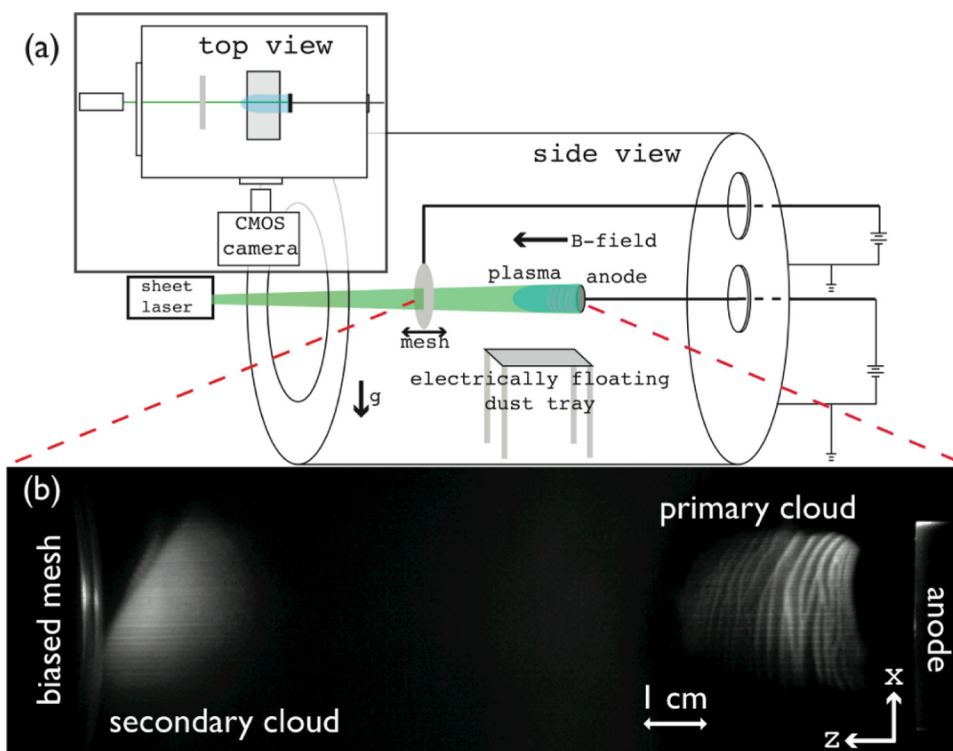 (a)
top view
CMOS
camera
side view
B-field
sheet
laser
plasma
anode
mesh
electrically floating
dust tray
g
(b)
primary cloud
biased mesh
anode
1 cm
x
z
secondary cloud